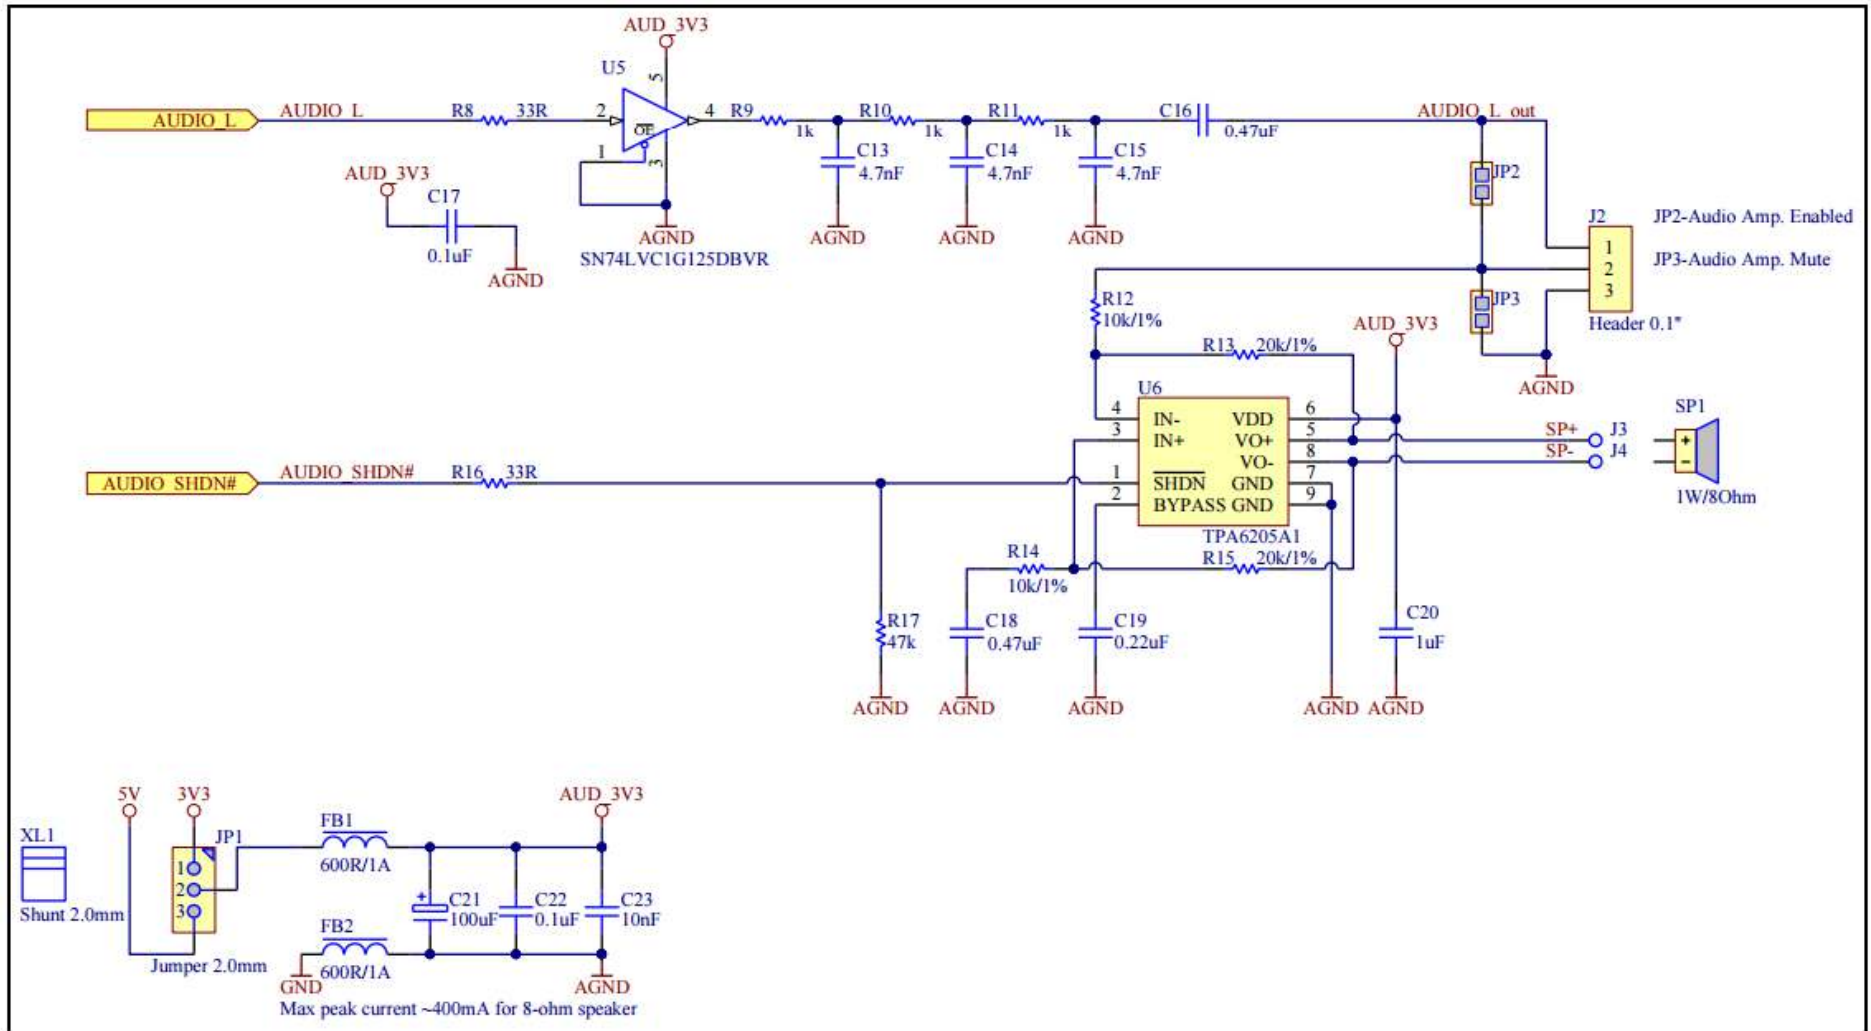 AUD_3V3
U5
5
AUDIO_L
AUDIO_L
R8
33R
2
OE
4
R9
1k
R10
1k
R11
1k
C16
0.47uF
AUDIO_L_out
1
3
C13
4.7nF
C14
4.7nF
C15
4.7nF
JP2
AUD_3V3
C17
0.1uF
AGND
AGND
SN74LVC1G125DBVR
AGND
AGND
AGND
J2
JP2-Audio Amp. Enabled
1
2
3
JP3-Audio Amp. Mute
Header 0.1"
JP3
R12
10k/1%
AUD_3V3
R13
20k/1%
AGND
U6
4
IN-
VDD
6
3
IN+
VO+
5
VO-
8
1
SHDN
GND
7
2
BYPASS
GND
9
TPA6205A1
SP+
J3
SP-
J4
SP1
+
-
1W/8Ohm
AUDIO_SHDN#
AUDIO_SHDN#
R16
33R
R14
10k/1%
R15
20k/1%
R17
47k
C18
0.47uF
C19
0.22uF
C20
1uF
AGND
AGND
AGND
AGND
AGND
5V
3V3
AUD_3V3
XL1
Shunt 2.0mm
JP1
1
2
3
Jumper 2.0mm
FB1
600R/1A
+
C21
100uF
C22
0.1uF
C23
10nF
FB2
600R/1A
GND
AGND
Max peak current ~400mA for 8-ohm speaker